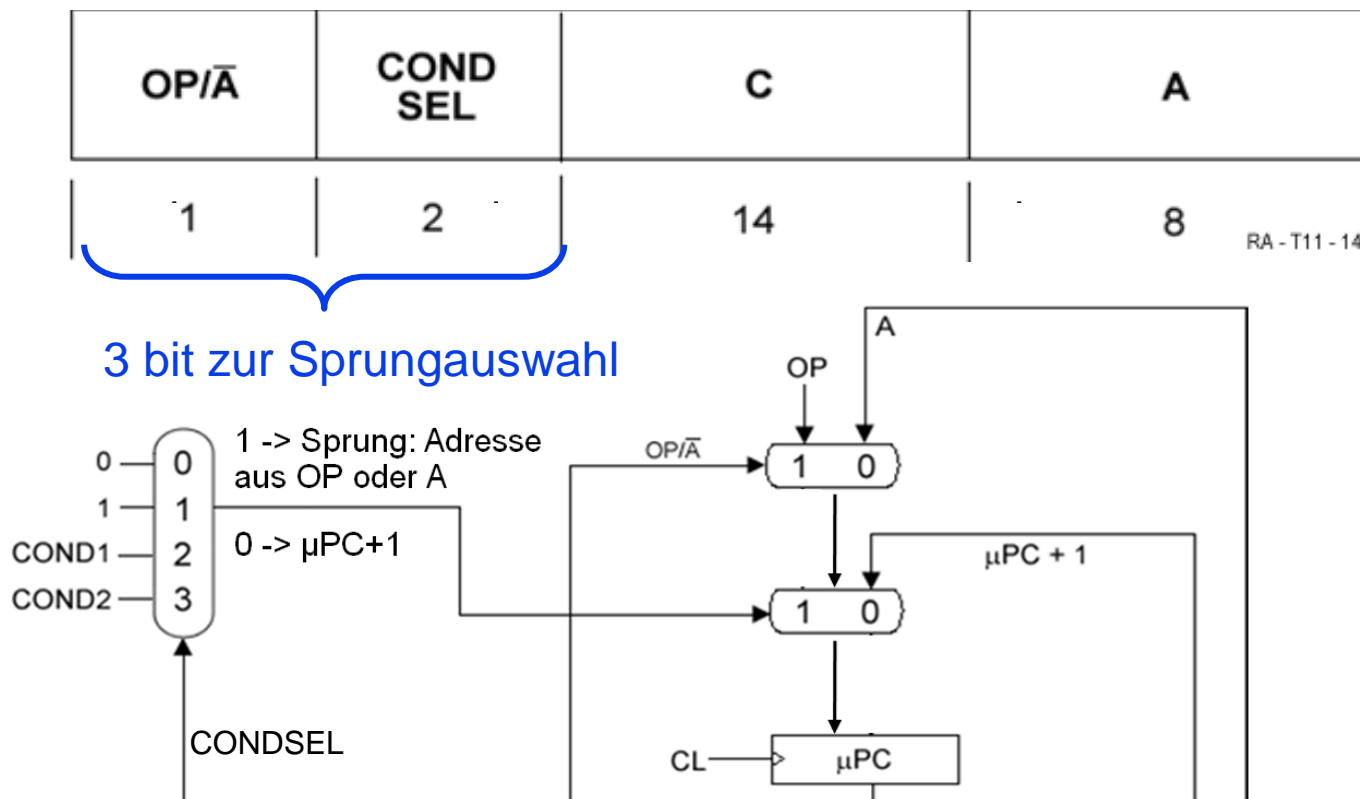 OP/A̅
COND
SEL
C
A
1
2
14
8
RA - T11 - 14
3 bit zur Sprungauswahl
A
OP
1 -> Sprung: Adresse
aus OP oder A
0 -> µPC+1
0
1
COND1
COND2
0
1
2
3
OP/A̅
1 0
µPC + 1
1 0
CONDSEL
CL
µPC